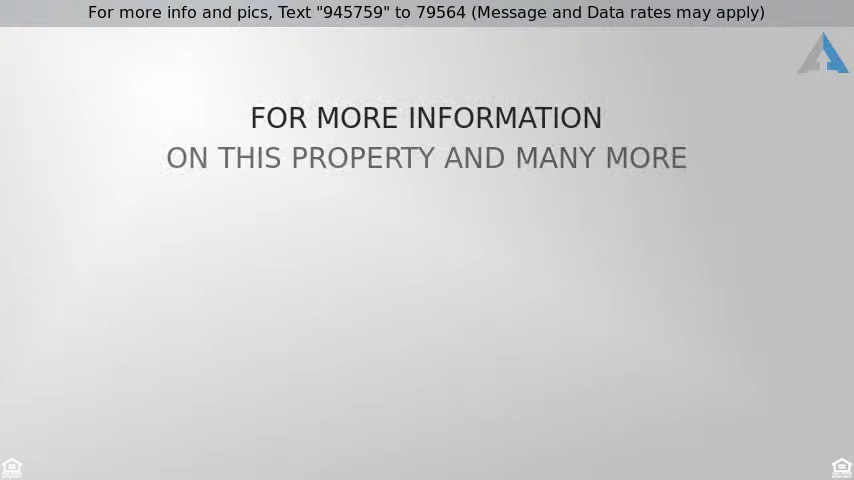 For more info and pics, Text "945759" to 79564 (Message and Data rates may apply)
FOR MORE INFORMATION
ON THIS PROPERTY AND MANY MORE